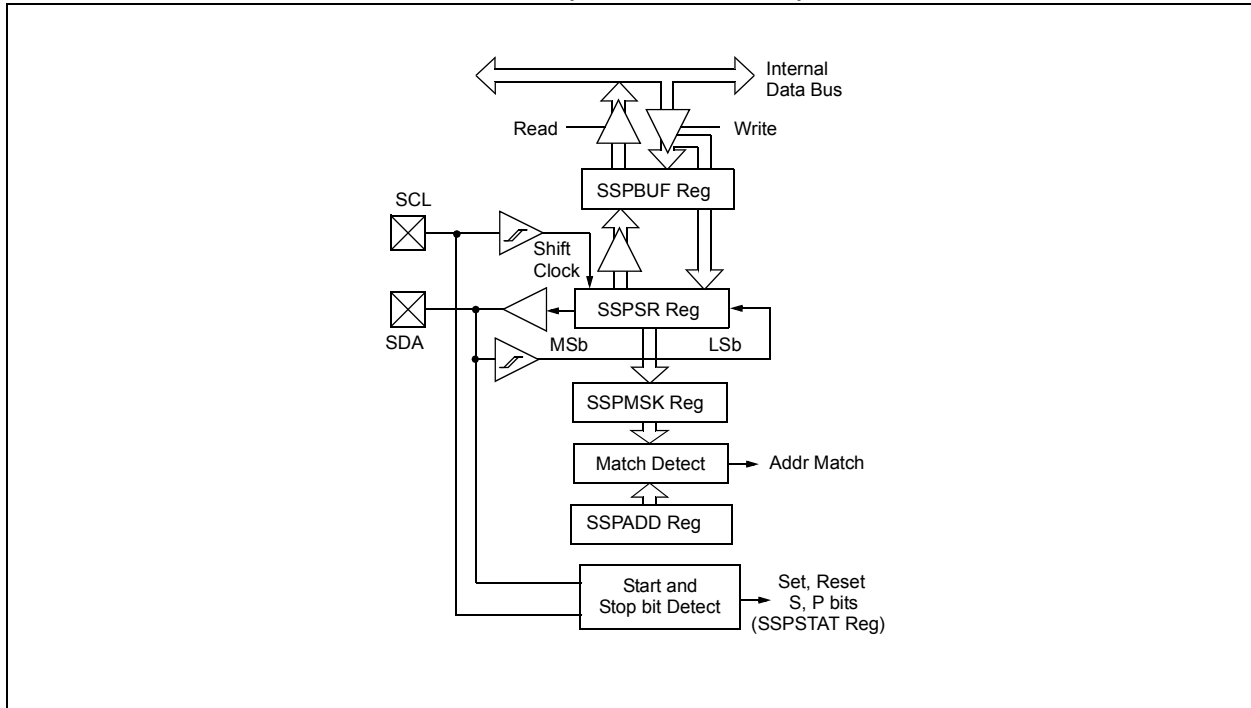 Internal
Data Bus
Read
Write
SSPBUF Reg
SCL
Shift
Clock
SSPSR Reg
SDA
MSb
LSb
SSPMSK Reg
Match Detect
Addr Match
SSPADD Reg
Start and
Stop bit Detect
Set, Reset
S, P bits
(SSPSTAT Reg)